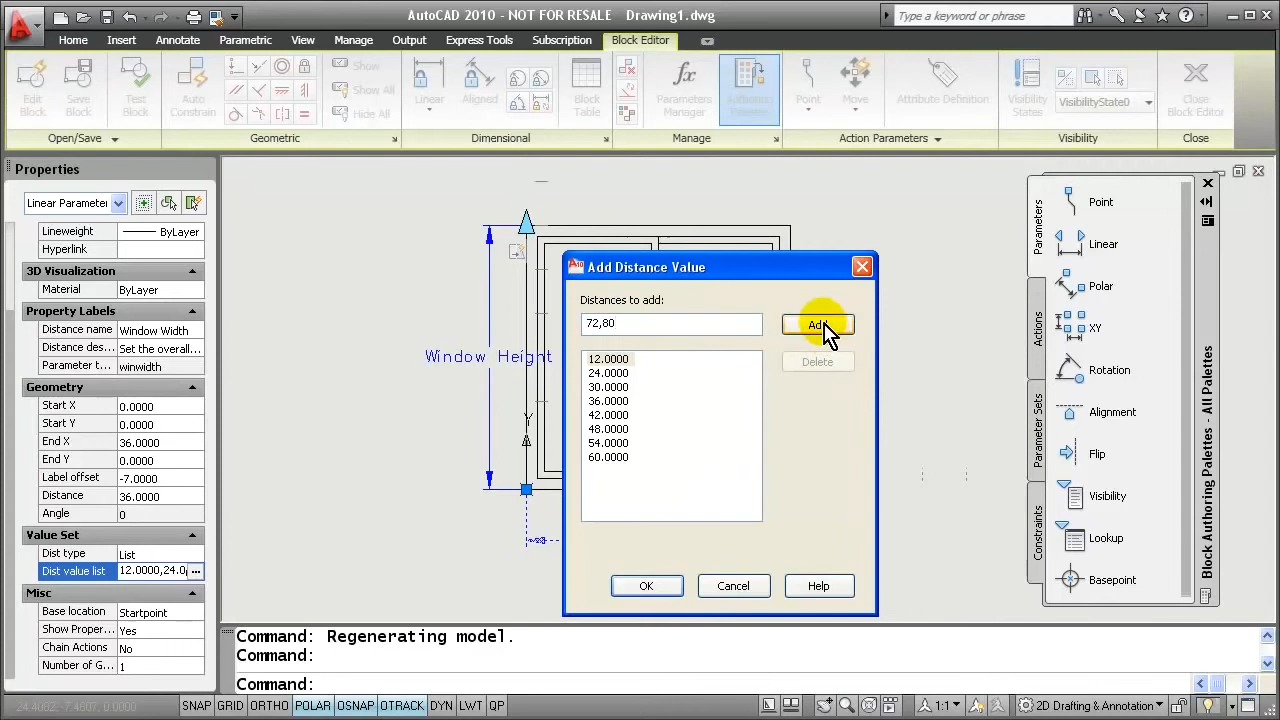 AutoCAD 2010 - NOT FOR RESALE Drawing1.dwg
Type a keyword or phrase
Home Insert Annotate Parametric View Manage Output Express Tools Subscription Block Editor
Edit Block
Save Block
Test Block
Auto Constrain
Show
Show All
Hide All
Linear
Aligned
Block Table
Parameters Manager
Authoring Palettes
Point
Move
Attribute Definition
Visibility States
VisibilityState0
Close Block Editor
Open/Save Geometric Dimensional Manage Action Parameters Visibility Close
Properties
Linear Parameter
Lineweight ByLayer
Hyperlink
3D Visualization
Material ByLayer
Property Labels
Distance name Window Width
Distance des... Set the overall...
Parameter t... winwidth
Geometry
Start X 0.0000
Start Y 0.0000
End X 36.0000
End Y 0.0000
Label offset -7.0000
Distance 36.0000
Angle 0
Value Set
Dist type List
Dist value list 12.0000,24.0 ...
Misc
Base location Startpoint
Show Proper... Yes
Chain Actions No
Number of G... 1
Window Height
Y
Add Distance Value
Distances to add:
72,80
Add
Delete
12.0000
24.0000
30.0000
36.0000
42.0000
48.0000
54.0000
60.0000
OK Cancel Help
Parameters
Actions
Parameter Sets
Constraints
Point
Linear
Polar
XY
Rotation
Alignment
Flip
Visibility
Lookup
Basepoint
Block Authoring Palettes - All Palettes
Command: Regenerating model.
Command:
Command:
SNAP GRID ORTHO POLAR OSNAP OTRACK DYN LWT QP
1:1
2D Drafting & Annotation